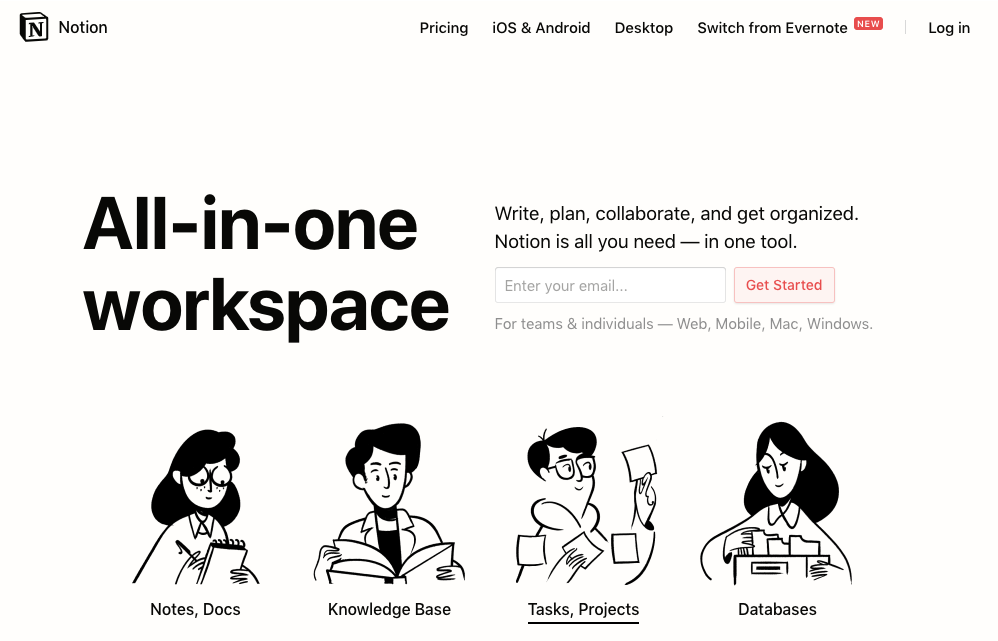 N Notion
Pricing
iOS & Android
Desktop
Switch from Evernote NEW
Log in
All-in-one
workspace
Write, plan, collaborate, and get organized.
Notion is all you need — in one tool.
Enter your email...
Get Started
For teams & individuals — Web, Mobile, Mac, Windows.
Notes, Docs
Knowledge Base
Tasks, Projects
Databases